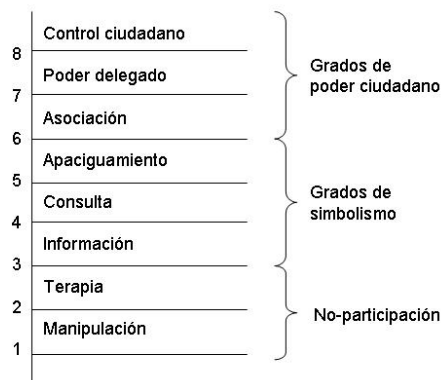 8
Control ciudadano
7
Poder delegado
6
Asociación
5
Apaciguamiento
4
Consulta
3
Información
2
Terapia
1
Manipulación
Grados de
poder ciudadano
Grados de
simbolismo
No-participación